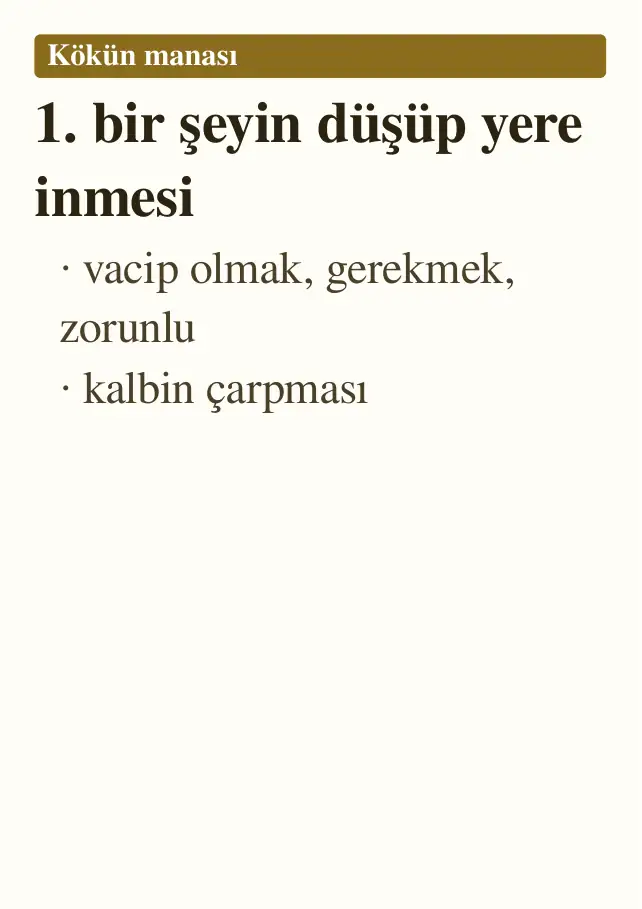 Kökün manası
1. bir şeyin düşüp yere
inmesi
· vacip olmak, gerekmek,
zorunlu
· kalbin çarpması